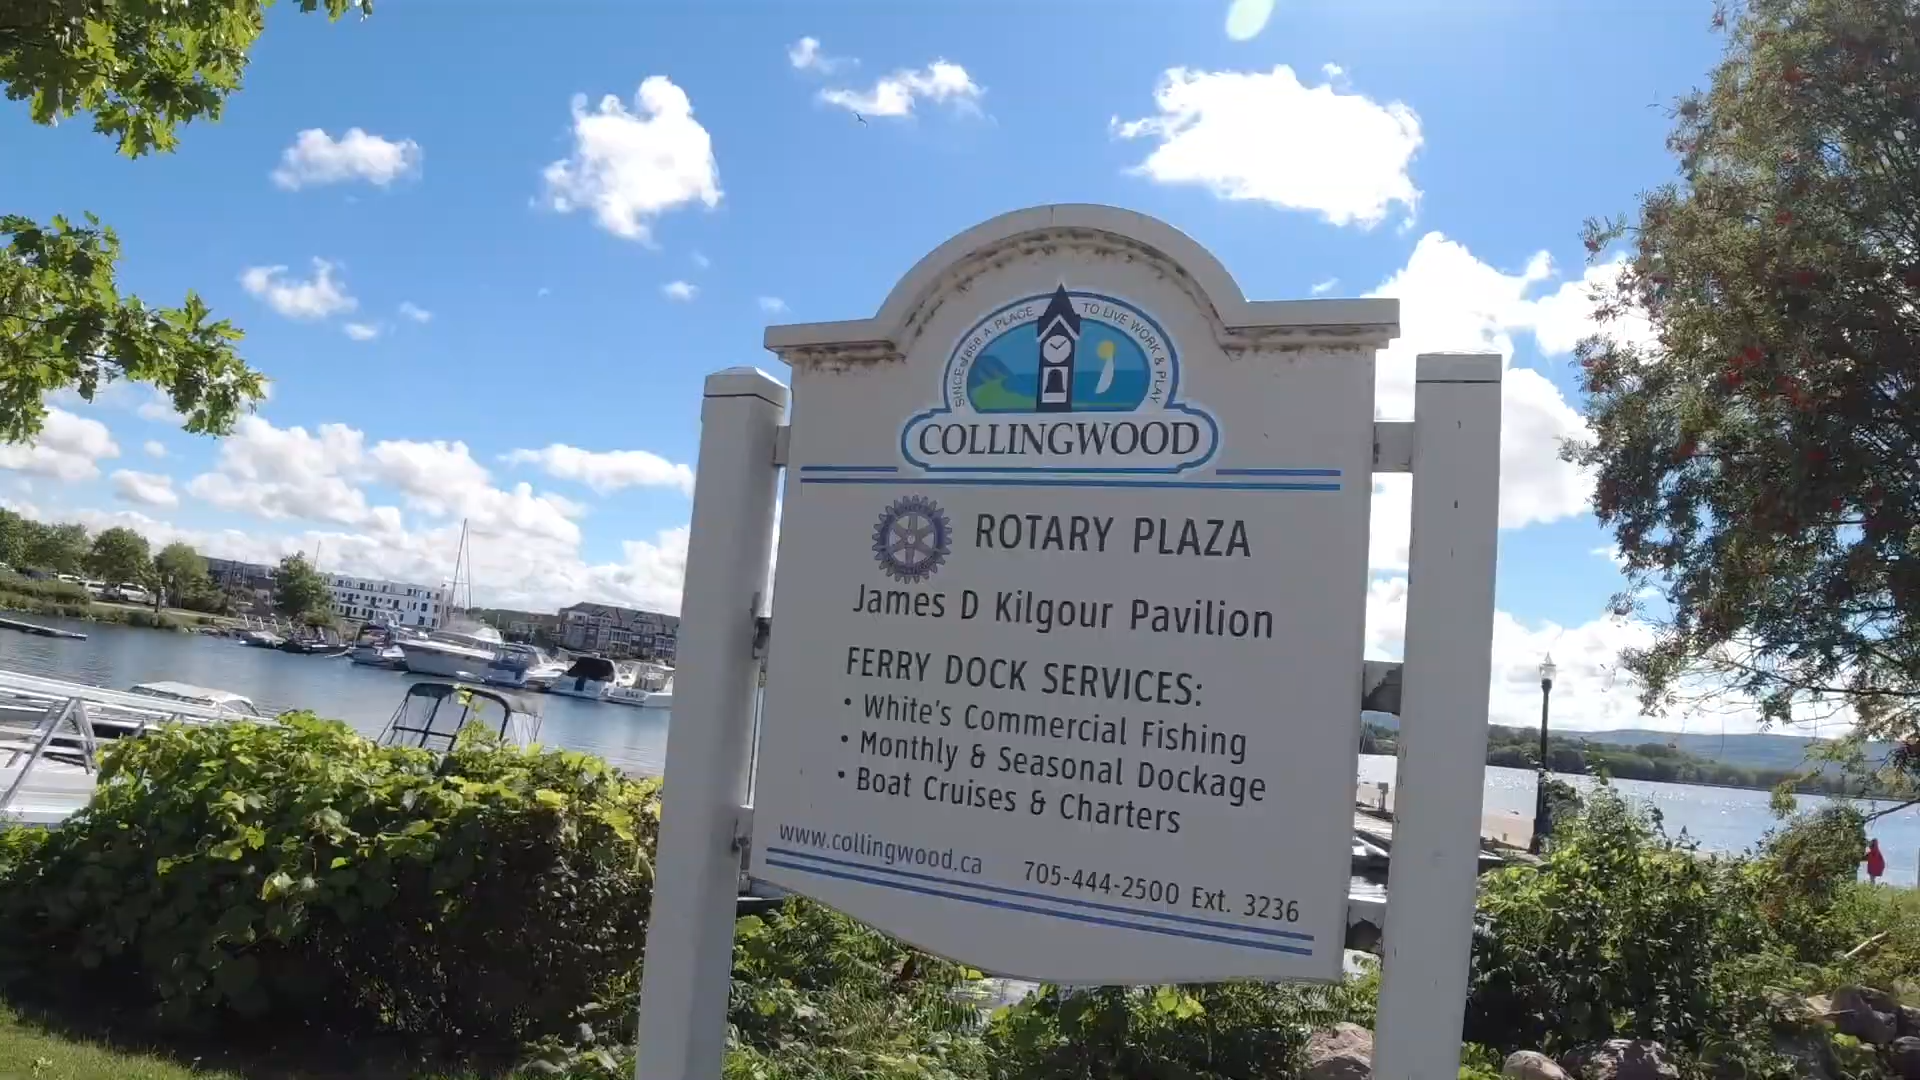 SINCE 1858 A PLACE TO LIVE WORK & PLAY
COLLINGWOOD
ROTARY PLAZA
James D Kilgour Pavilion
FERRY DOCK SERVICES:
• White's Commercial Fishing
• Monthly & Seasonal Dockage
• Boat Cruises & Charters
www.collingwood.ca 705-444-2500 Ext. 3236